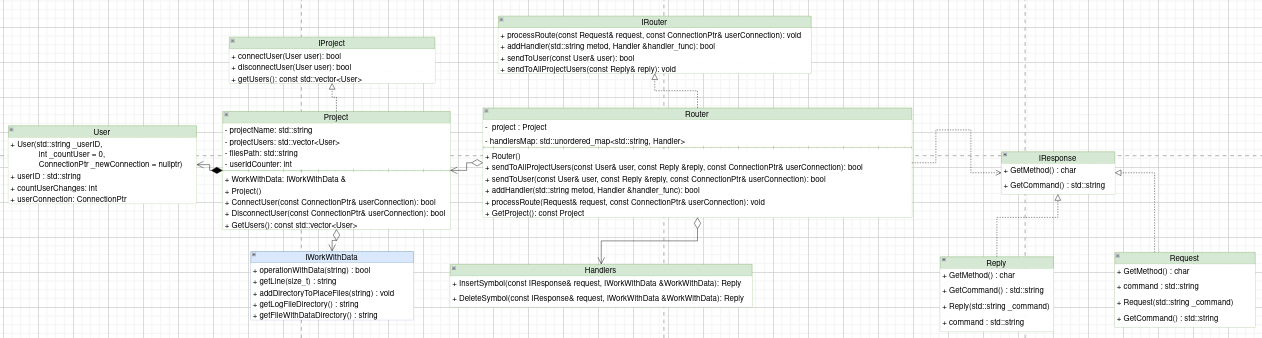 IRouter
+ processRoute(const Request& request, const ConnectionPtr& userConnection): void
+ addHandler(std::string metod, Handler &handler_func): bool
+ sendToUser(const User& user): bool
+ sendToAllProjectUsers(const Reply& reply): void
IProject
+ connectUser(User user): bool
+ disconnectUser(User user): bool
+ getUsers(): const std::vector<User>
User
+ User(std::string _userID,
int _countUser = 0,
ConnectionPtr _newConnection = nullptr)
+ userID : std::string
+ countUserChanges: int
+ userConnection: ConnectionPtr
Project
- projectName: std::string
- projectUsers: std::vector<User>
- filesPath: std::string
- userIdCounter: int
+ WorkWithData: IWorkWithData &
+ Project()
+ ConnectUser(const ConnectionPtr& userConnection): bool
+ DisconnectUser(const ConnectionPtr& userConnection): bool
+ GetUsers(): const std::vector<User>
Router
- project : Project
- handlersMap: std::unordered_map<std::string, Handler>
+ Router()
+ sendToAllProjectUsers(const User& user, const Reply &reply, const ConnectionPtr& userConnection): bool
+ sendToUser(const User& user, const Reply &reply, const ConnectionPtr& userConnection): bool
+ addHandler(std::string metod, Handler &handler_func): bool
+ processRoute(Request& request, const ConnectionPtr& userConnection): void
+ GetProject(): const Project
IResponse
+ GetMethod() : char
+ GetCommand() : std::string
IWorkWithData
+ operationWithData(string) : bool
+ getLine(size_t) : string
+ addDirectoryToPlaceFiles(string) : void
+ getLogFileDirectory() : string
+ getFileWithDataDirectory() : string
Handlers
+ InsertSymbol(const IResponse& request, IWorkWithData &WorkWithData): Reply
+ DeleteSymbol(const IResponse& request, IWorkWithData &WorkWithData): Reply
Reply
+ GetMethod() : char
+ GetCommand() : std::string
+ Reply(std::string _command)
+ command : std::string
Request
+ GetMethod() : char
+ command : std::string
+ Request(std::string _command)
+ GetCommand() : std::string